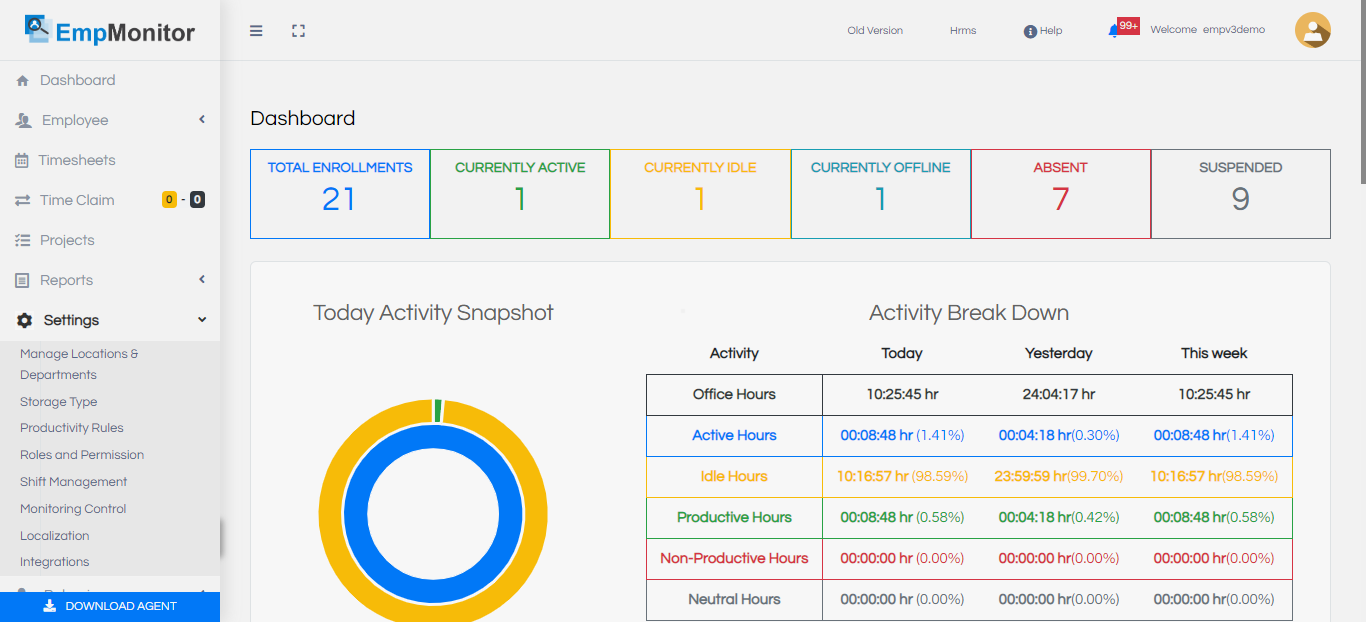 EmpMonitor
Old Version
Hrms
Help
99+
Welcome empv3demo
Dashboard
Employee
Timesheets
Time Claim 0 - 0
Projects
Reports
Settings
Manage Locations &
Departments
Storage Type
Productivity Rules
Roles and Permission
Shift Management
Monitoring Control
Localization
Integrations
DOWNLOAD AGENT
Dashboard
TOTAL ENROLLMENTS
21
CURRENTLY ACTIVE
1
CURRENTLY IDLE
1
CURRENTLY OFFLINE
1
ABSENT
7
SUSPENDED
9
Today Activity Snapshot
Activity Break Down
Activity Today Yesterday This week
Office Hours 10:25:45 hr 24:04:17 hr 10:25:45 hr
Active Hours 00:08:48 hr (1.41%) 00:04:18 hr(0.30%) 00:08:48 hr(1.41%)
Idle Hours 10:16:57 hr (98.59%) 23:59:59 hr(99.70%) 10:16:57 hr(98.59%)
Productive Hours 00:08:48 hr (0.58%) 00:04:18 hr(0.42%) 00:08:48 hr(0.58%)
Non-Productive Hours 00:00:00 hr (0.00%) 00:00:00 hr(0.00%) 00:00:00 hr(0.00%)
Neutral Hours 00:00:00 hr (0.00%) 00:00:00 hr(0.00%) 00:00:00 hr(0.00%)